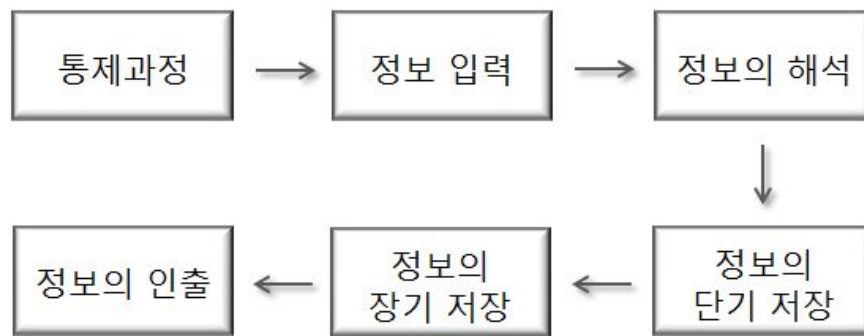 통제과정
정보 입력
정보의 해석
정보의
단기 저장
정보의
장기 저장
정보의 인출